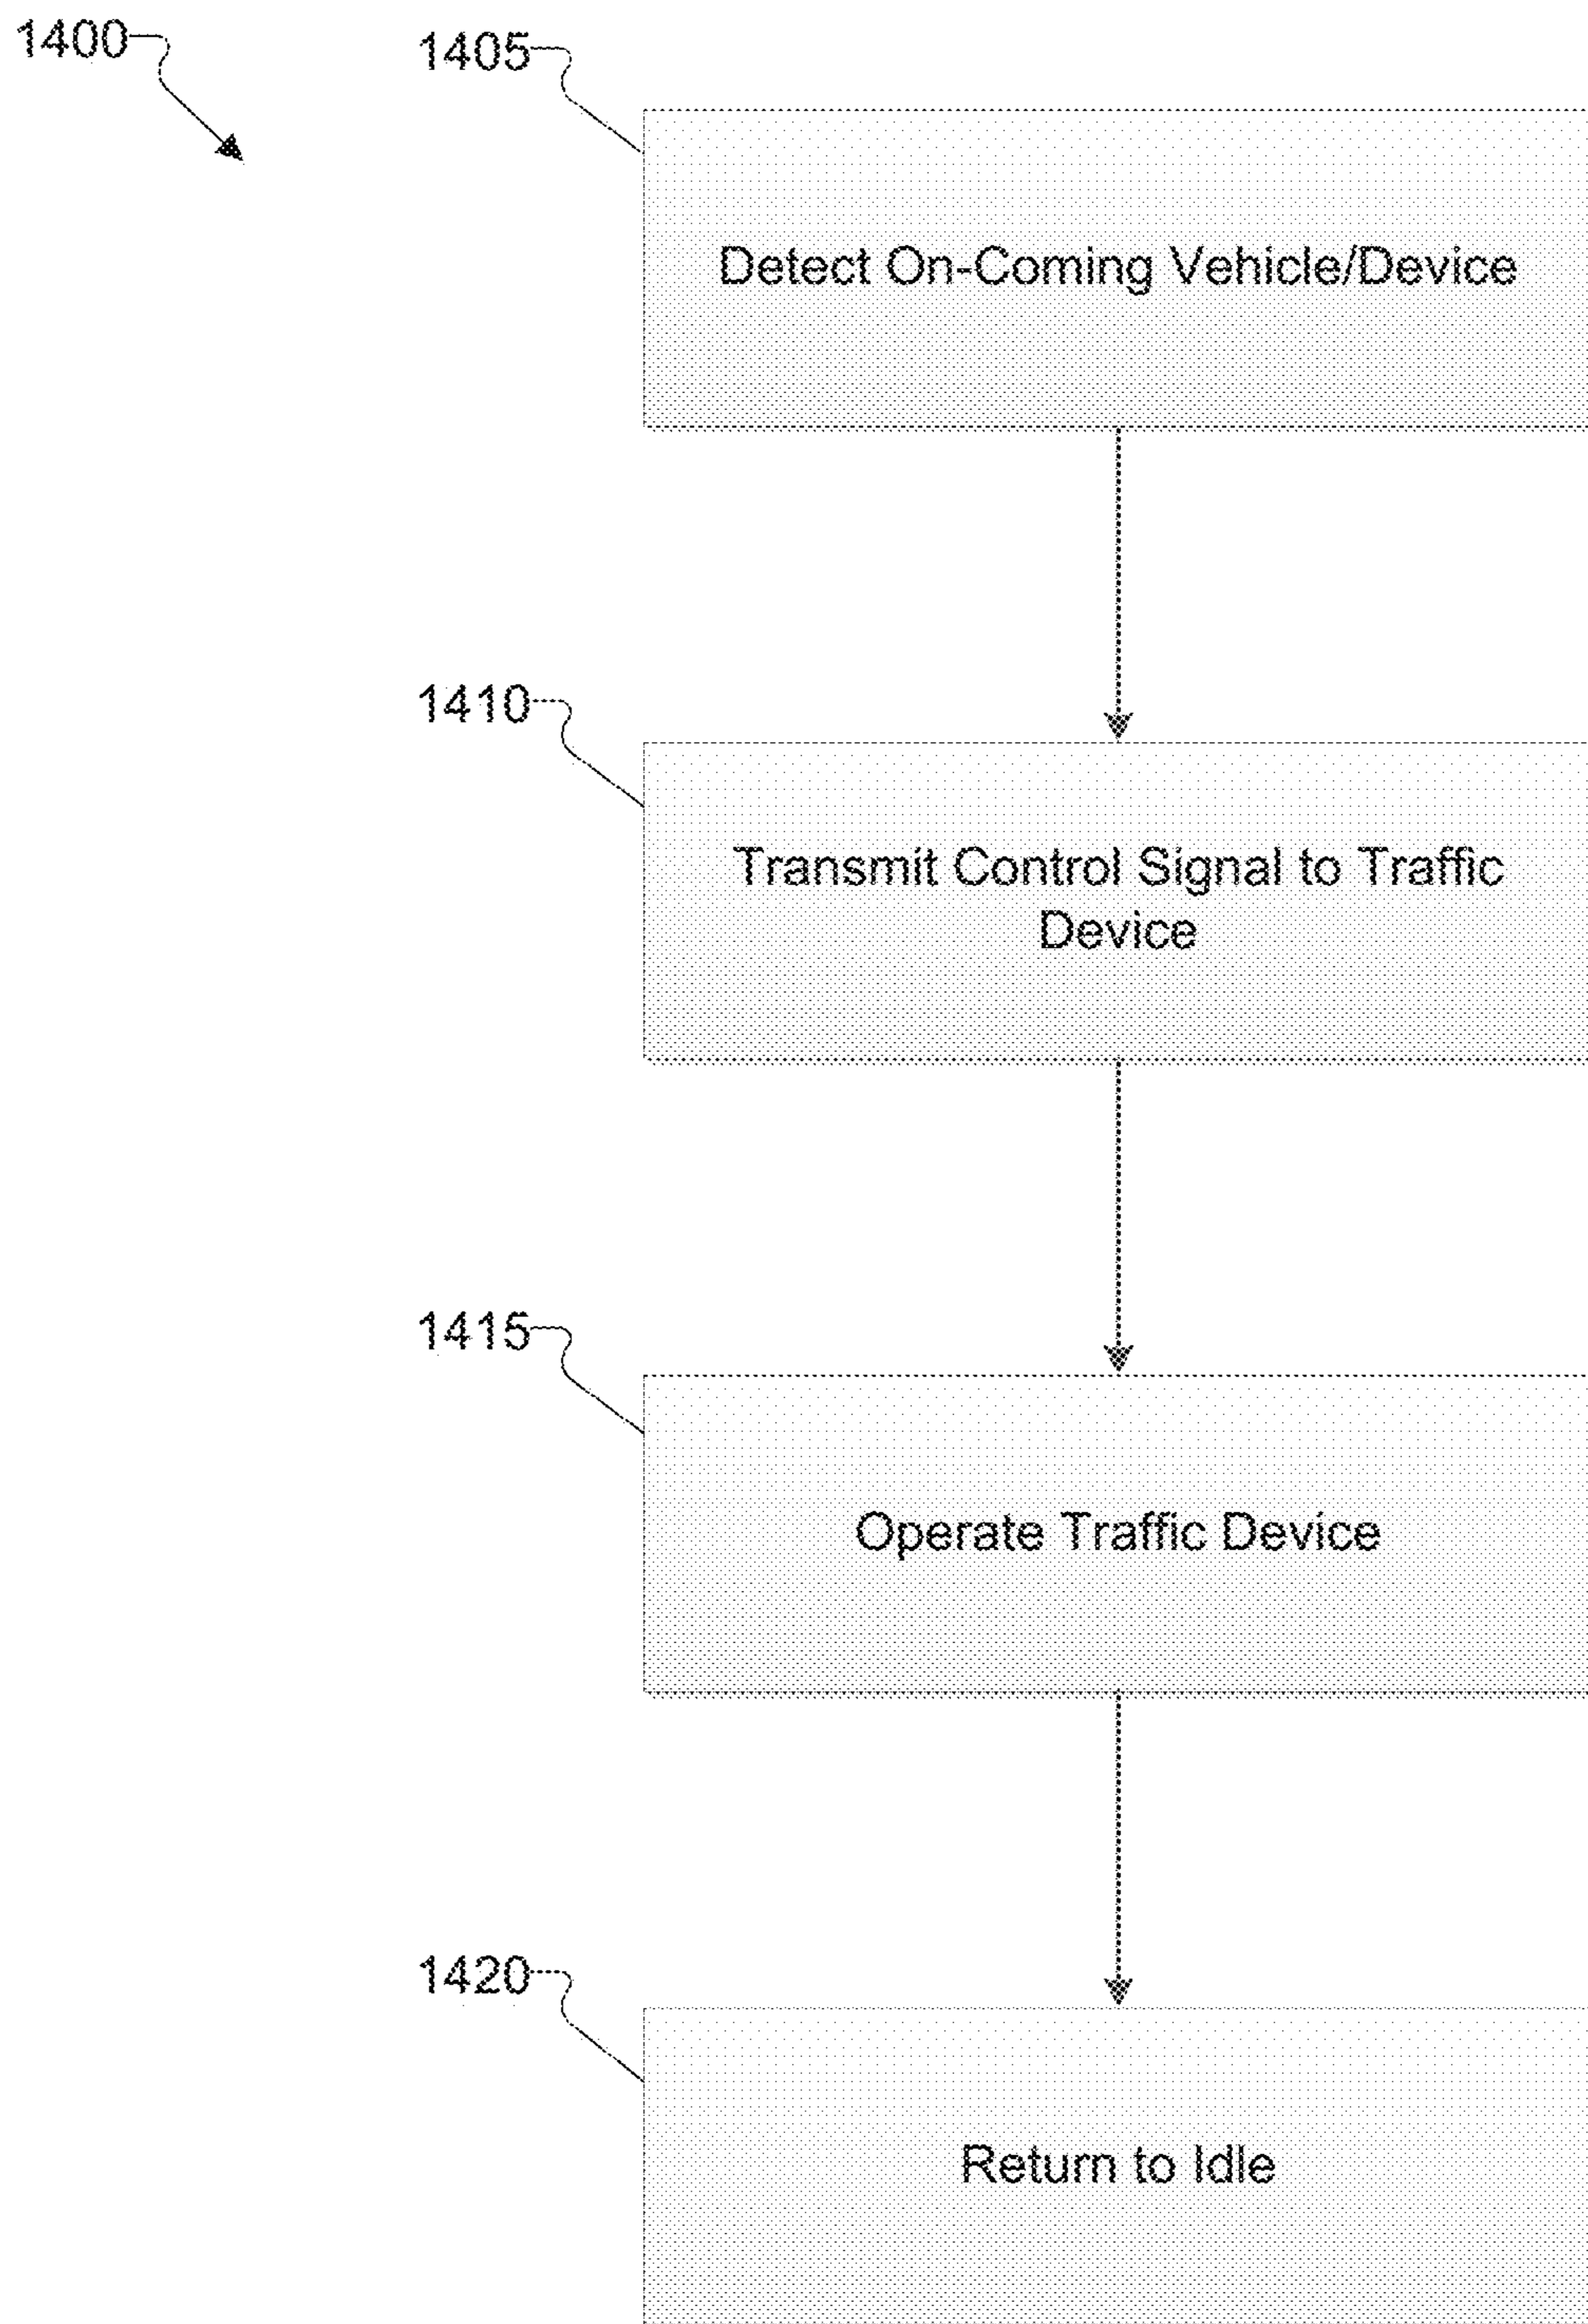 1400
1405
Detect On-Coming Vehicle/Device
1410
Transmit Control Signal to Traffic
Device
1415
Operate Traffic Device
1420
Return to Idle